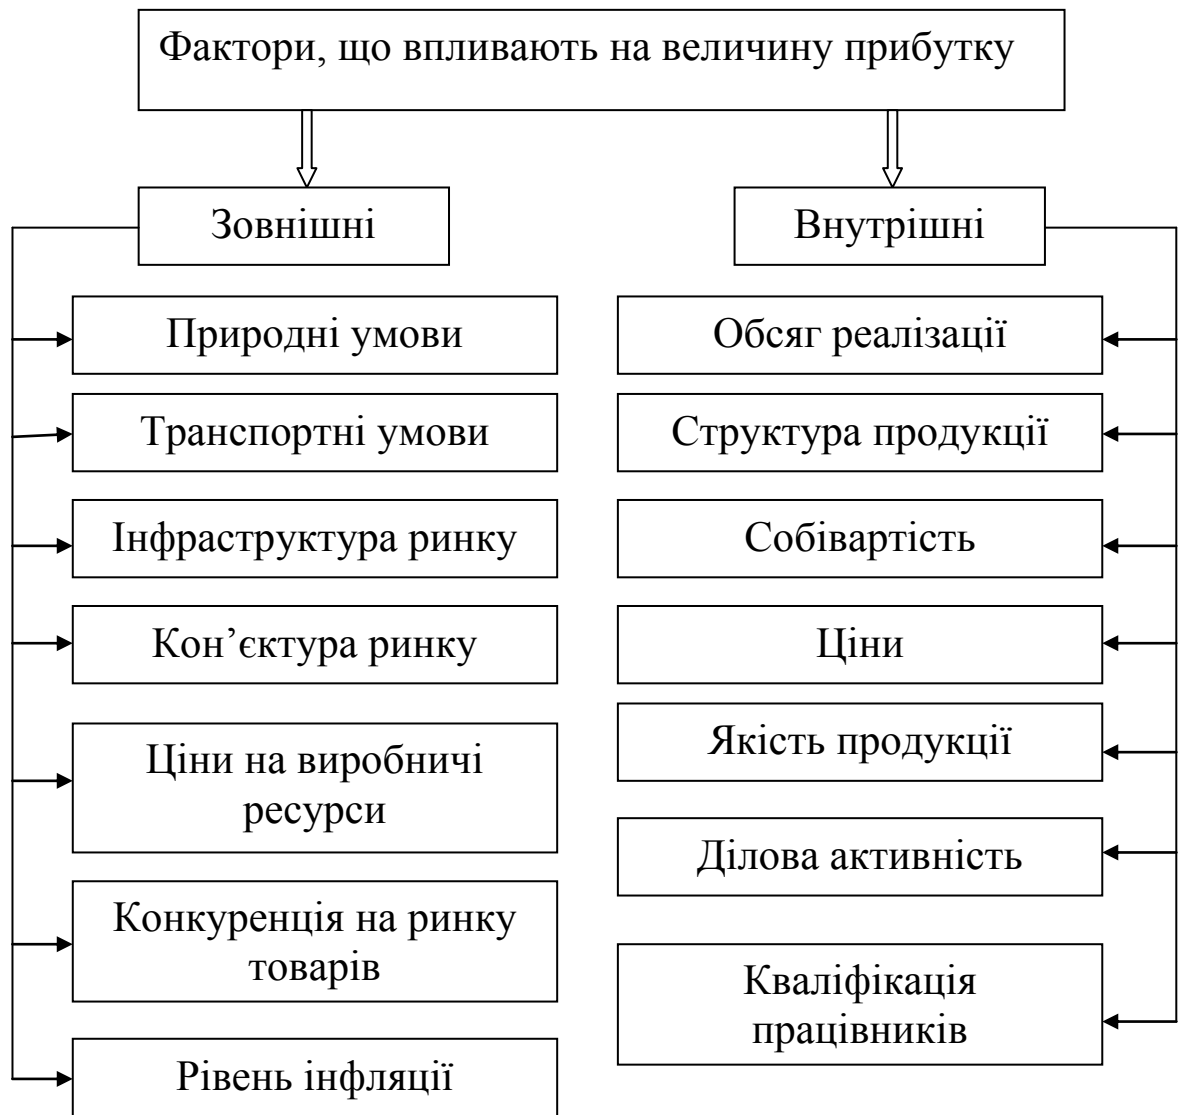 Фактори, що впливають на величину прибутку
Зовнішні
Природні умови
Транспортні умови
Інфраструктура ринку
Кон’єктура ринку
Ціни на виробничі
ресурси
Конкуренція на ринку
товарів
Рівень інфляції
Внутрішні
Обсяг реалізації
Структура продукції
Собівартість
Ціни
Якість продукції
Ділова активність
Кваліфікація
працівників